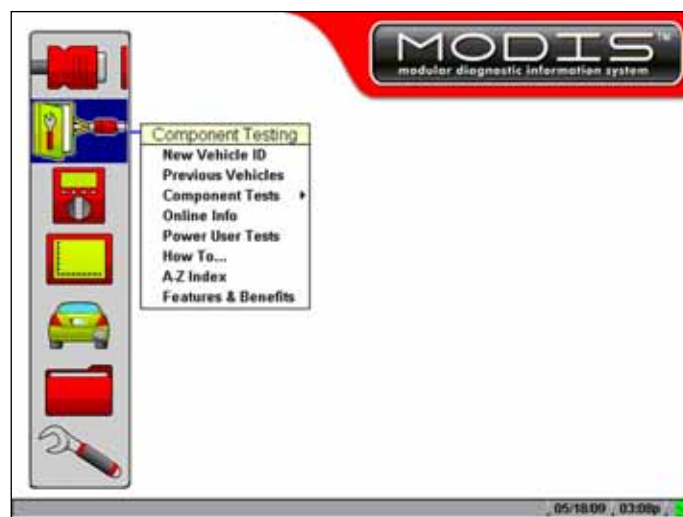 MODIS™
modular diagnostic information system
Component Testing
New Vehicle ID
Previous Vehicles
Component Tests
Online Info
Power User Tests
How To...
A-Z Index
Features & Benefits
05/18/09 03:08p